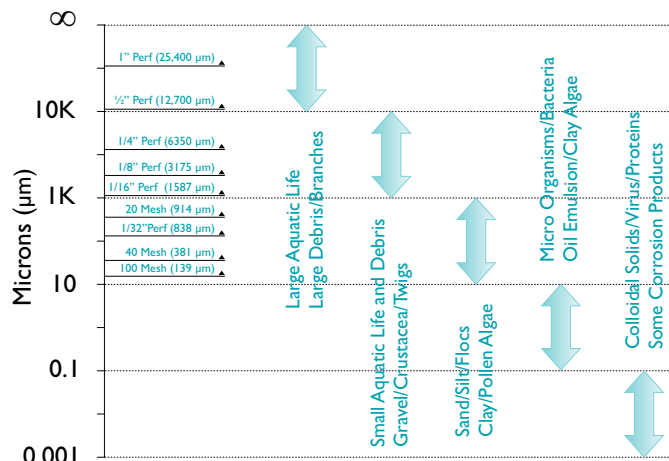 ∞
1” Perf (25,400 µm)
½” Perf (12,700 µm)
10K
1/4” Perf (6350 µm)
1/8” Perf (3175 µm)
1/16” Perf (1587 µm)
1K
20 Mesh (914 µm)
1/32”Perf (838 µm)
40 Mesh (381 µm)
100 Mesh (139 µm)
10
0.1
0.001
Microns (µm)
Large Aquatic Life
Large Debris/Branches
Small Aquatic Life and Debris
Gravel/Crustacea/Twigs
Sand/Silt/Flocs
Clay/Pollen Algae
Micro Organisms/Bacteria
Oil Emulsion/Clay Algae
Colloidal Solids/Virus/Proteins
Some Corrosion Products